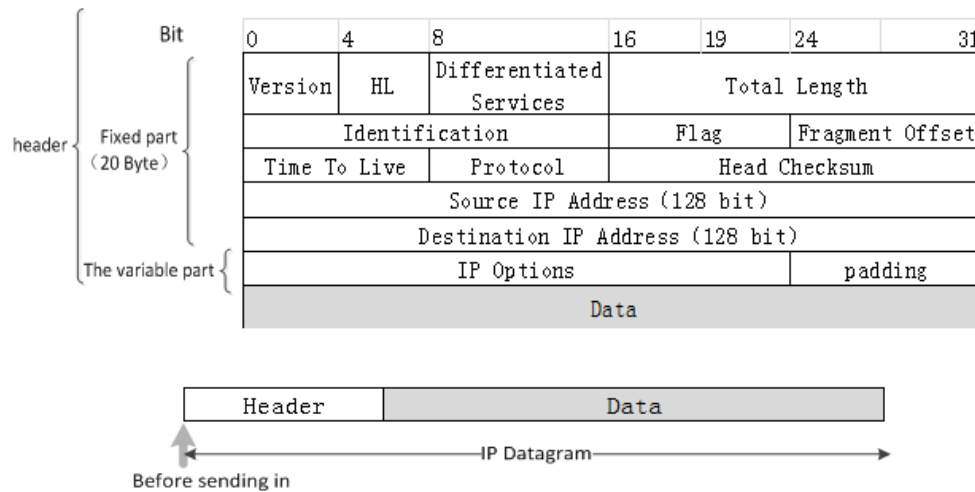 Bit 0 4 8 16 19 24 31
Version HL Differentiated Services Total Length
header Fixed part (20 Byte) Identification Flag Fragment Offset
Time To Live Protocol Head Checksum
Source IP Address (128 bit)
Destination IP Address (128 bit)
The variable part IP Options padding
Data
Header Data
IP Datagram
Before sending in